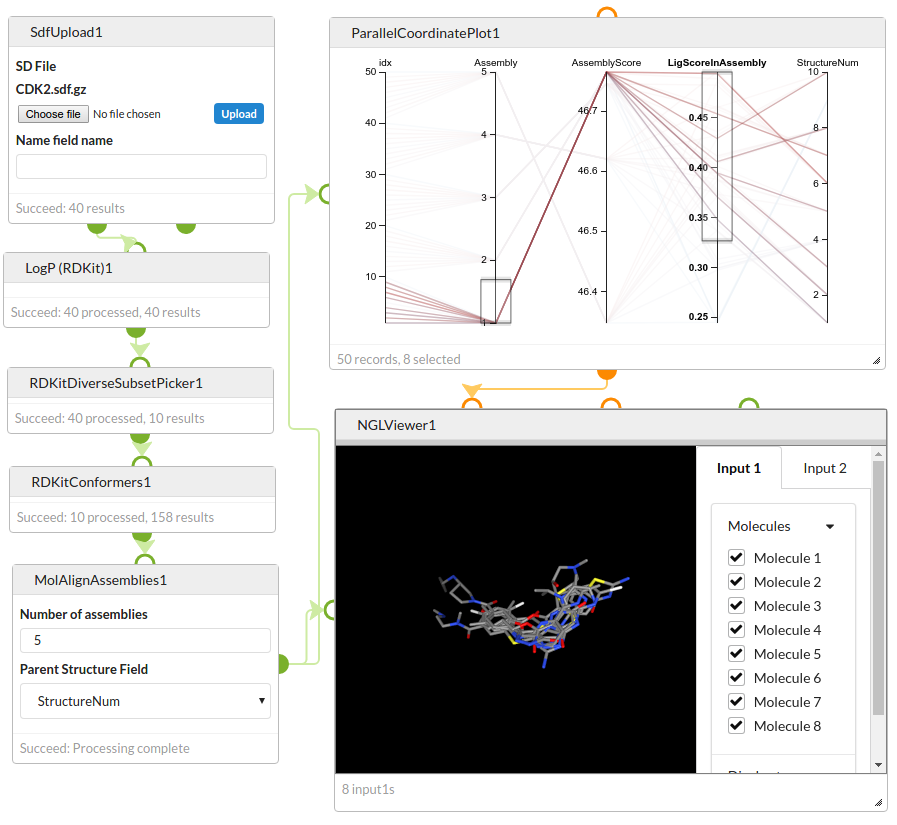 SdfUpload1
SD File
CDK2.sdf.gz
Choose file No file chosen Upload
Name field name
Succeed: 40 results
LogP (RDKit)1
Succeed: 40 processed, 40 results
RDKitDiverseSubsetPicker1
Succeed: 40 processed, 10 results
RDKitConformers1
Succeed: 10 processed, 158 results
MolAlignAssemblies1
Number of assemblies
5
Parent Structure Field
StructureNum
Succeed: Processing complete
ParallelCoordinatePlot1
idx Assembly AssemblyScore LigScoreInAssembly StructureNum
50 5 10
46.7
0.45
40 4 8
46.6 0.40
30 6
3
0.35
20 46.5
4
2 0.30
10 46.4
2
0.25
1
50 records, 8 selected
NGLViewer1
Input 1 Input 2
Molecules
Molecule 1
Molecule 2
Molecule 3
Molecule 4
Molecule 5
Molecule 6
Molecule 7
Molecule 8
8 input1s